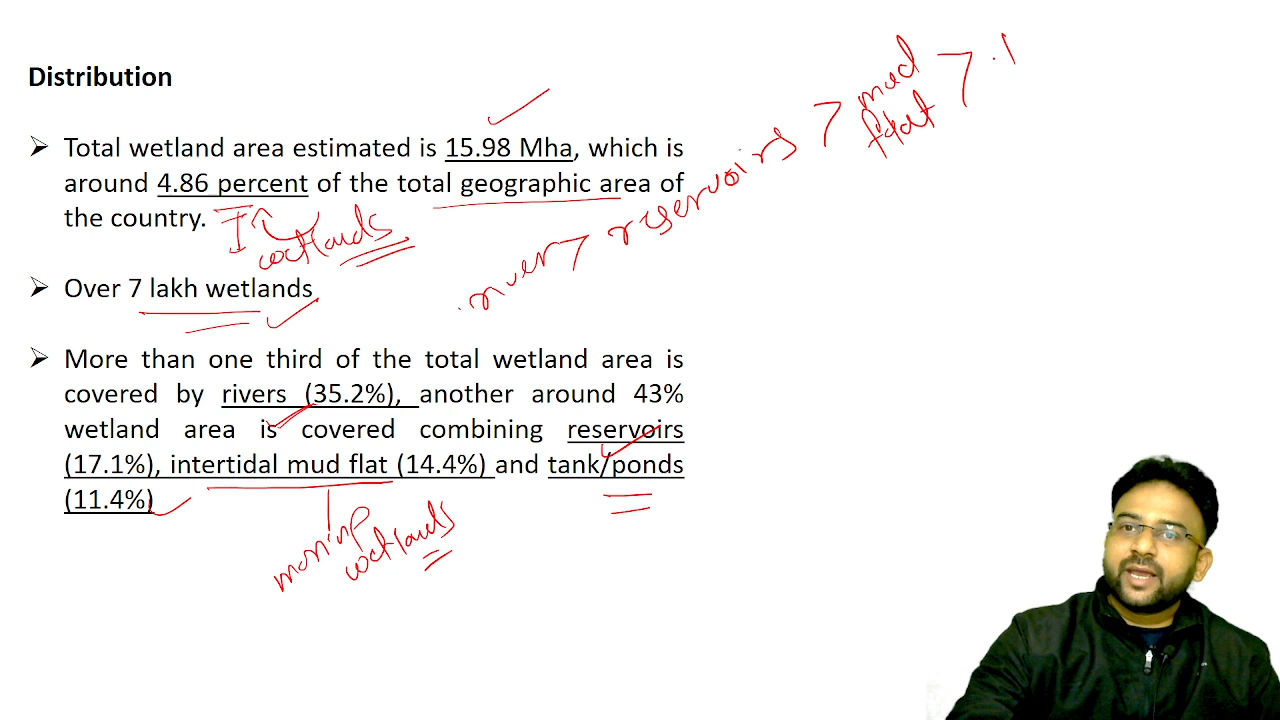 Distribution
➢ Total wetland area estimated is 15.98 Mha, which is
around 4.86 percent of the total geographic area of
the country.
wetlands
➢ Over 7 lakh wetlands
river > reservoirs > mud
flat >
➢ More than one third of the total wetland area is
covered by rivers (35.2%), another around 43%
wetland area is covered combining reservoirs
(17.1%), intertidal mud flat (14.4%) and tank/ponds
(11.4%)
wetlands